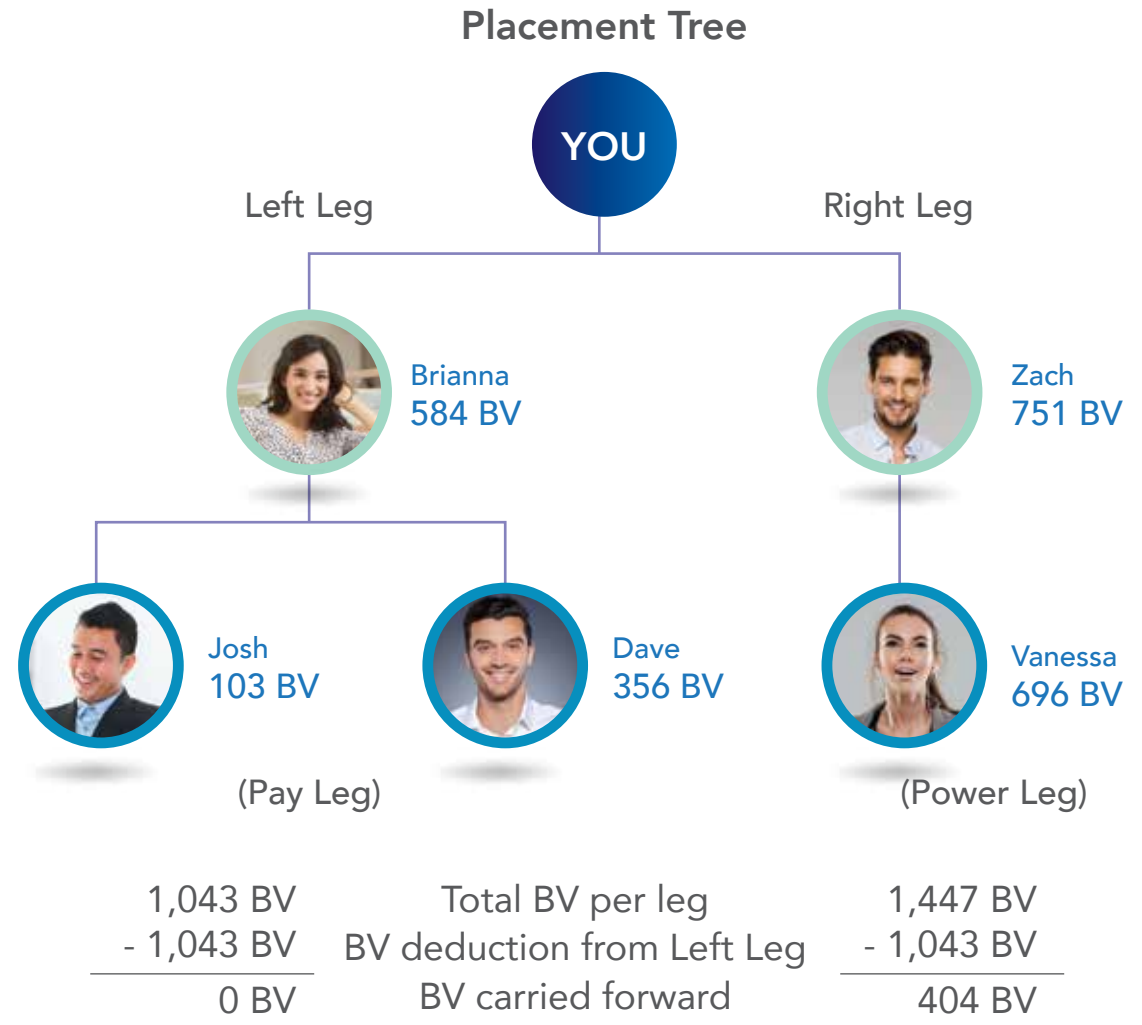 Placement Tree
YOU
Left Leg
Right Leg
Brianna
584 BV
Zach
751 BV
Josh
103 BV
Dave
356 BV
Vanessa
696 BV
(Pay Leg)
(Power Leg)
1,043 BV Total BV per leg 1,447 BV
- 1,043 BV BV deduction from Left Leg - 1,043 BV
0 BV BV carried forward 404 BV